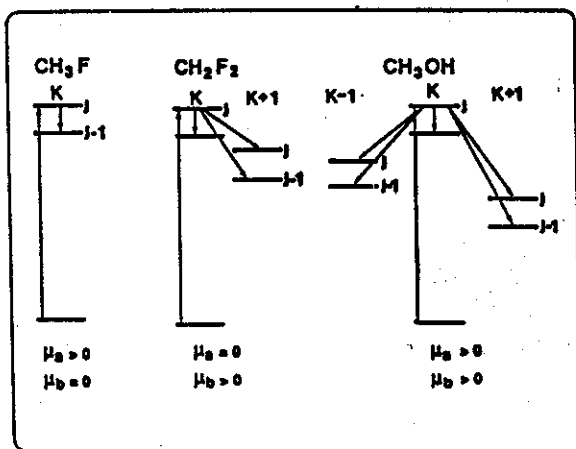 CH3F CH2F2 CH3OH
K K K+1 K-1 K K+1
J J J
J-1
J J J
J-1 J-1 J-1
μa > 0 μa = 0 μa > 0
μb = 0 μb > 0 μb > 0